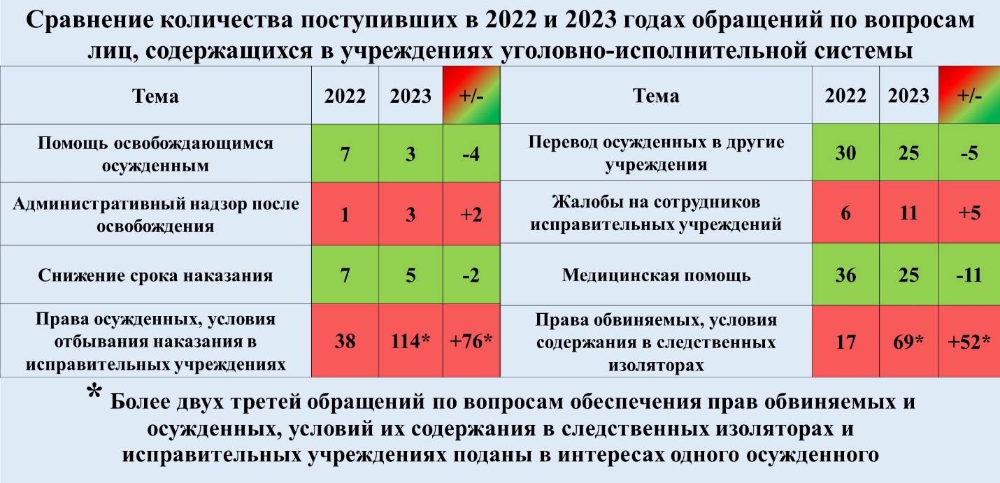 Сравнение количества поступивших в 2022 и 2023 годах обращений по вопросам
лиц, содержащихся в учреждениях уголовно-исполнительной системы
Тема 2022 2023 +/-
Помощь освобождающимся
осужденным
7 3 -4
Административный надзор после
освобождения
1 3 +2
Снижение срока наказания 7 5 -2
Права осужденных, условия
отбывания наказания в
исправительных учреждениях
38 114* +76*
Тема 2022 2023 +/-
Перевод осужденных в другие
учреждения
30 25 -5
Жалобы на сотрудников
исправительных учреждений
6 11 +5
Медицинская помощь 36 25 -11
Права обвиняемых, условия
содержания в следственных
изоляторах
17 69* +52*
* Более двух третей обращений по вопросам обеспечения прав обвиняемых и
осужденных, условий их содержания в следственных изоляторах и
исправительных учреждениях поданы в интересах одного осужденного